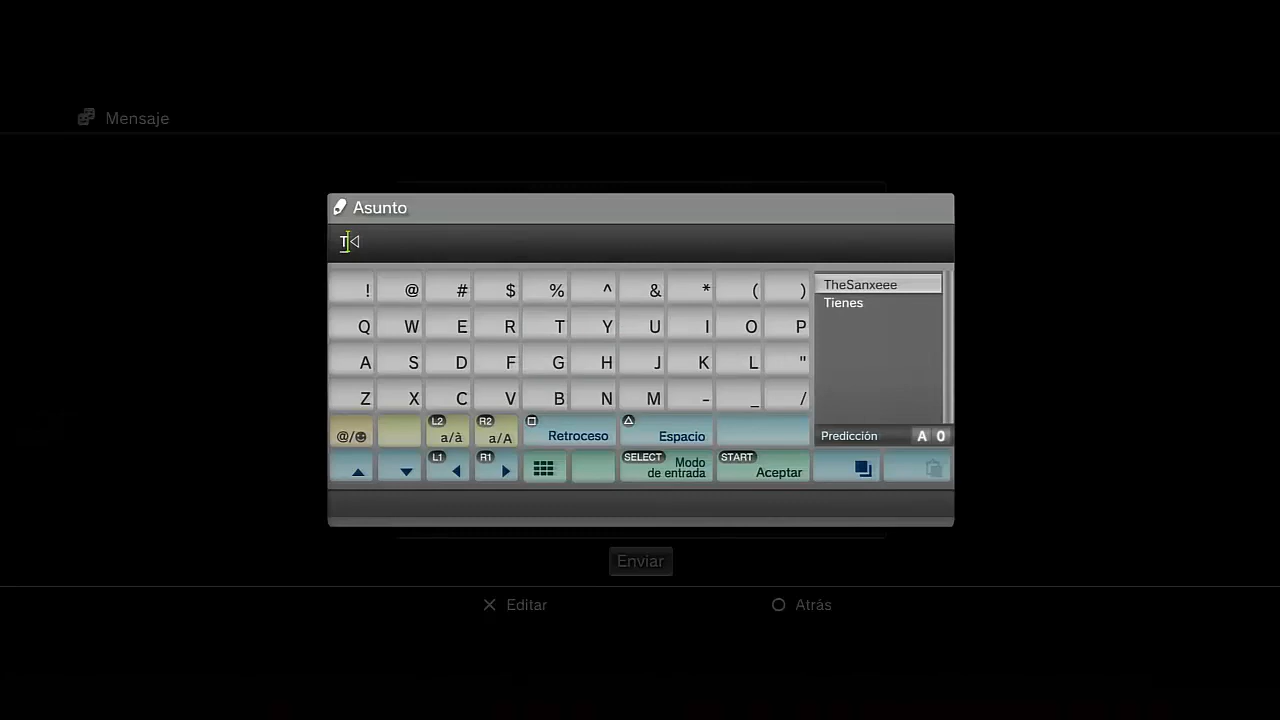 Mensaje
Asunto
T
! @ # $ % ^ & * ( )
Q W E R T Y U I O P
A S D F G H J K L "
Z X C V B N M - _ /
TheSanxeee
Tienes
@/☻ L2 a/à R2 a/A Retroceso Espacio
Predicción A 0
L1 R1 SELECT Modo de entrada START Aceptar
Enviar
Editar Atrás